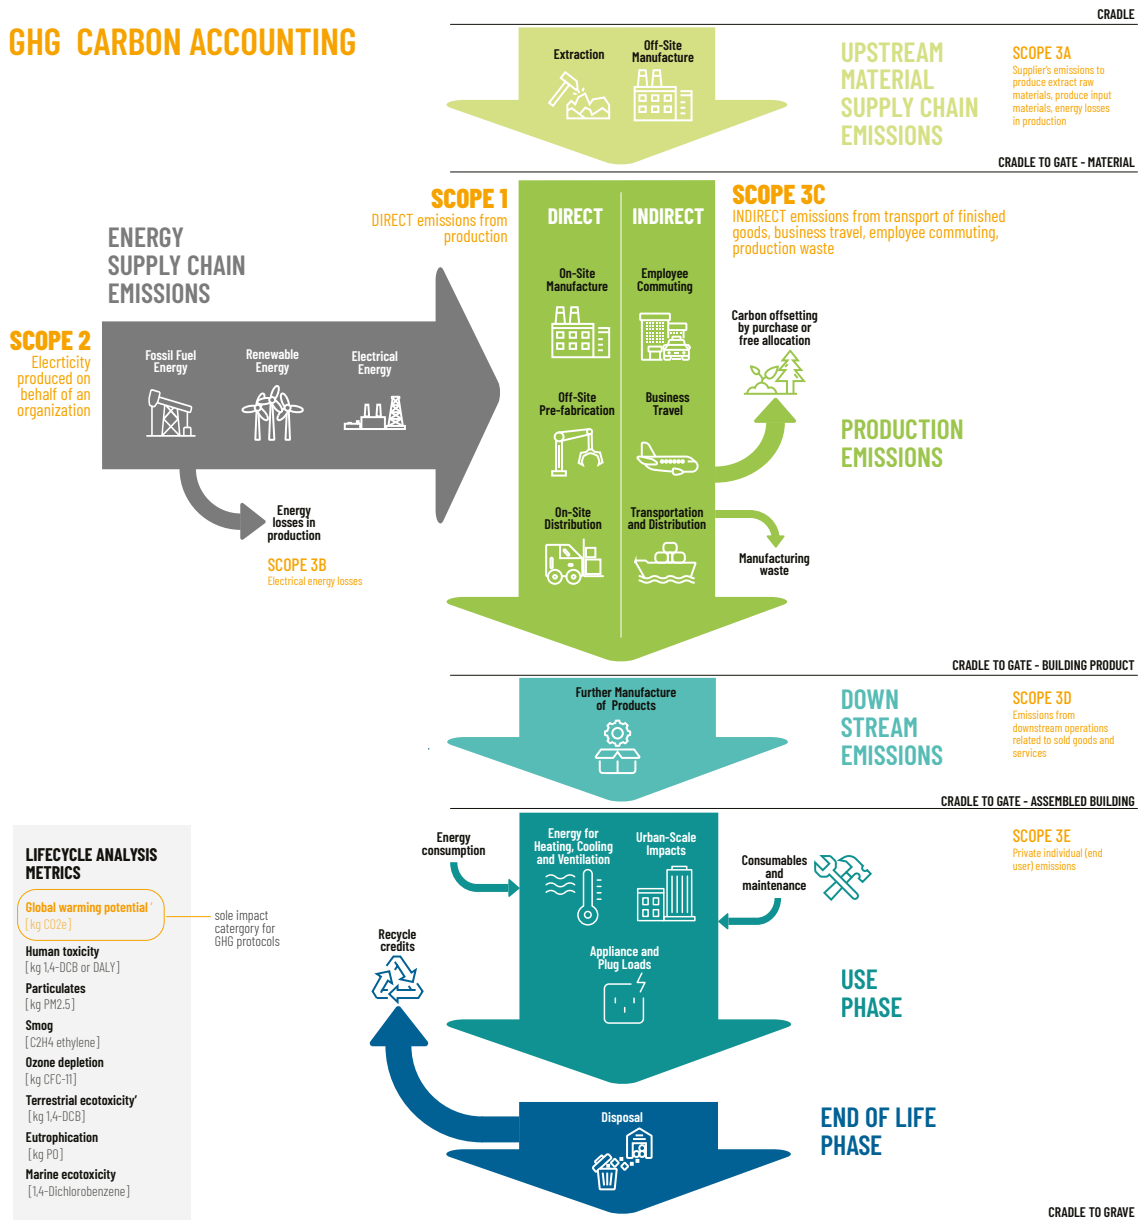 GHG CARBON ACCOUNTING
CRADLE
Extraction
Off-Site
Manufacture
UPSTREAM
MATERIAL
SUPPLY CHAIN
EMISSIONS
SCOPE 3A
Supplier's emissions to
produce extract raw
materials, produce input
materials, energy losses
in production
CRADLE TO GATE - MATERIAL
SCOPE 1
DIRECT emissions from
production
DIRECT
INDIRECT
SCOPE 3C
INDIRECT emissions from transport of finished
goods, business travel, employee commuting,
production waste
ENERGY
SUPPLY CHAIN
EMISSIONS
On-Site
Manufacture
Employee
Commuting
Carbon offsetting
by purchase or
free allocation
SCOPE 2
Elecrticity
produced on
behalf of an
organization
Fossil Fuel
Energy
Renewable
Energy
Electrical
Energy
Off-Site
Pre-fabrication
Business
Travel
PRODUCTION
EMISSIONS
Energy
losses in
production
On-Site
Distribution
Transportation
and Distribution
Manufacturing
waste
SCOPE 3B
Electrical energy losses
CRADLE TO GATE - BUILDING PRODUCT
Further Manufacture
of Products
DOWN
STREAM
EMISSIONS
SCOPE 3D
Emissions from
downstream operations
related to sold goods and
services
CRADLE TO GATE - ASSEMBLED BUILDING
Energy
consumption
Energy for
Heating, Cooling
and Ventilation
Urban-Scale
Impacts
Consumables
and
maintenance
SCOPE 3E
Private individual (end
user) emissions
Appliance and
Plug Loads
USE
PHASE
LIFECYCLE ANALYSIS
METRICS
Global warming potential'
[kg CO2e]
sole impact
catergory for
GHG protocols
Human toxicity
[kg 1,4-DCB or DALY]
Particulates
[kg PM2.5]
Smog
[C2H4 ethylene]
Ozone depletion
[kg CFC-11]
Terrestrial ecotoxicity'
[kg 1,4-DCB]
Eutrophication
[kg PO]
Marine ecotoxicity
[1,4-Dichlorobenzene]
Recycle
credits
Disposal
END OF LIFE
PHASE
CRADLE TO GRAVE